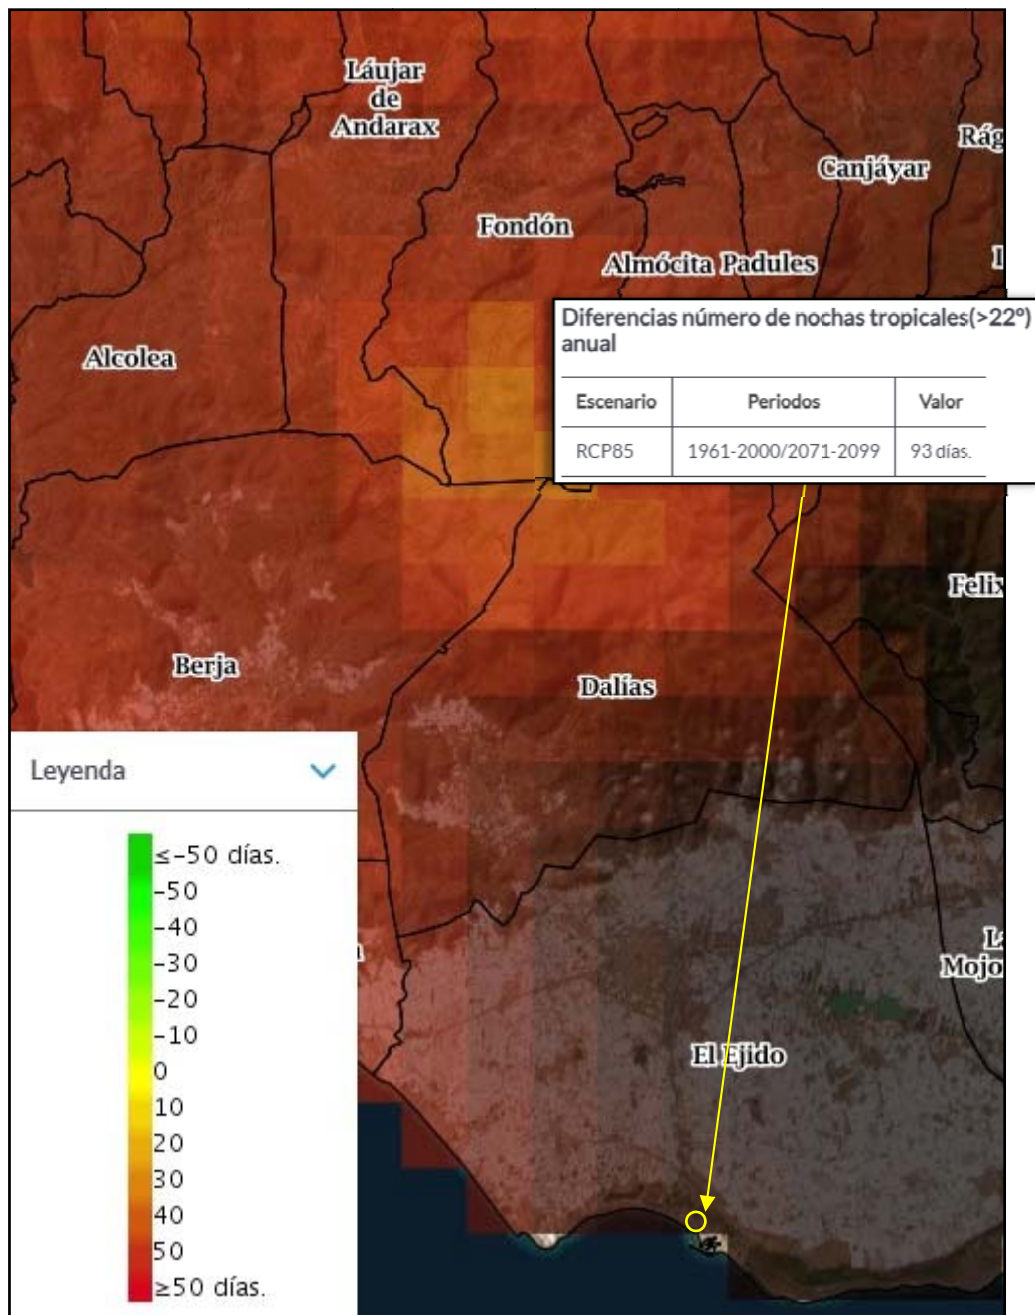 Láujar
de
Andarax
Rág
Canjáyar
Fondón
Almócita Padules
Diferencias número de nochas tropicales(>22º)
anual
Escenario Periodos Valor
RCP85 1961-2000/2071-2099 93 días.
Alcolea
Felix
Berja
Dalías
Leyenda
≤-50 días.
-50
-40
-30
-20
-10
0
10
20
30
40
50
≥50 días.
Mojo
El Ejido